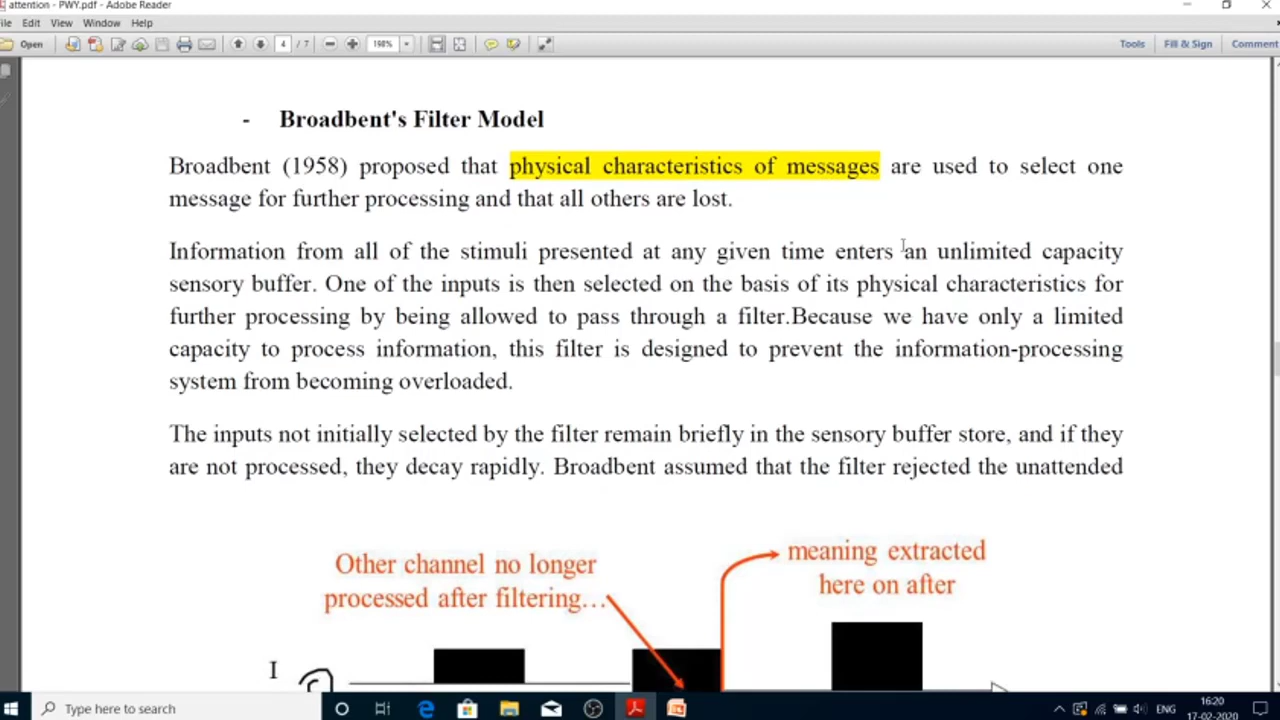 attention - PWY.pdf - Adobe Reader
ile Edit View Window Help
Open 4 / 7 198% Tools Fill & Sign Comment
- Broadbent's Filter Model
Broadbent (1958) proposed that physical characteristics of messages are used to select one
message for further processing and that all others are lost.
Information from all of the stimuli presented at any given time enters an unlimited capacity
sensory buffer. One of the inputs is then selected on the basis of its physical characteristics for
further processing by being allowed to pass through a filter.Because we have only a limited
capacity to process information, this filter is designed to prevent the information-processing
system from becoming overloaded.
The inputs not initially selected by the filter remain briefly in the sensory buffer store, and if they
are not processed, they decay rapidly. Broadbent assumed that the filter rejected the unattended
Other channel no longer
processed after filtering…
meaning extracted
here on after
I
Type here to search
ENG
16:20
17-02-2020